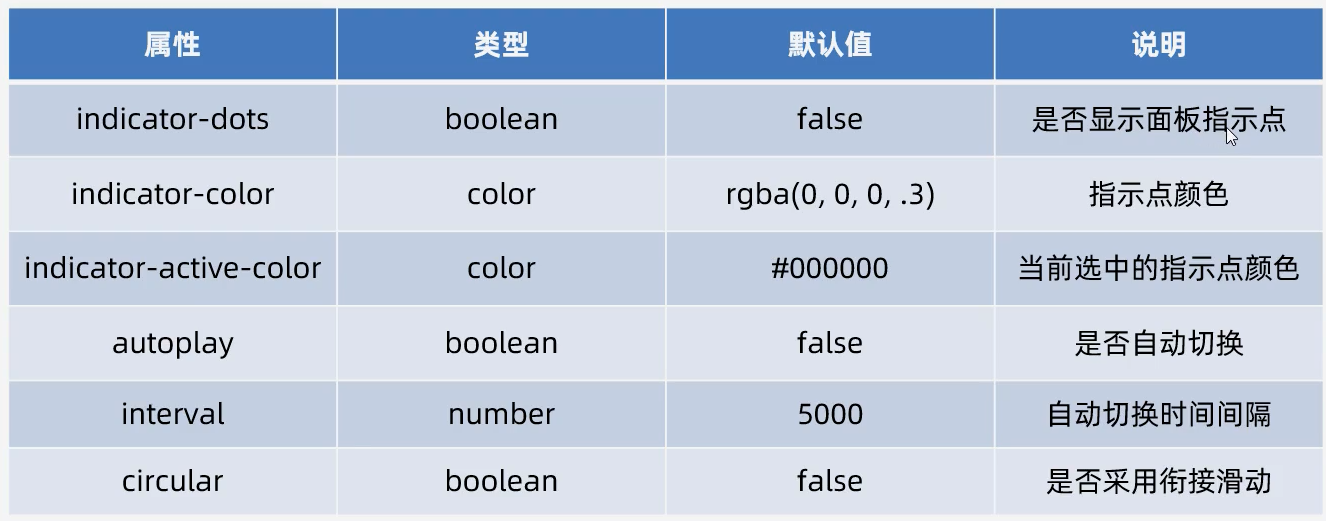 属性 类型 默认值 说明
indicator-dots boolean false 是否显示面板指示点
indicator-color color rgba(0, 0, 0, .3) 指示点颜色
indicator-active-color color #000000 当前选中的指示点颜色
autoplay boolean false 是否自动切换
interval number 5000 自动切换时间间隔
circular boolean false 是否采用衔接滑动